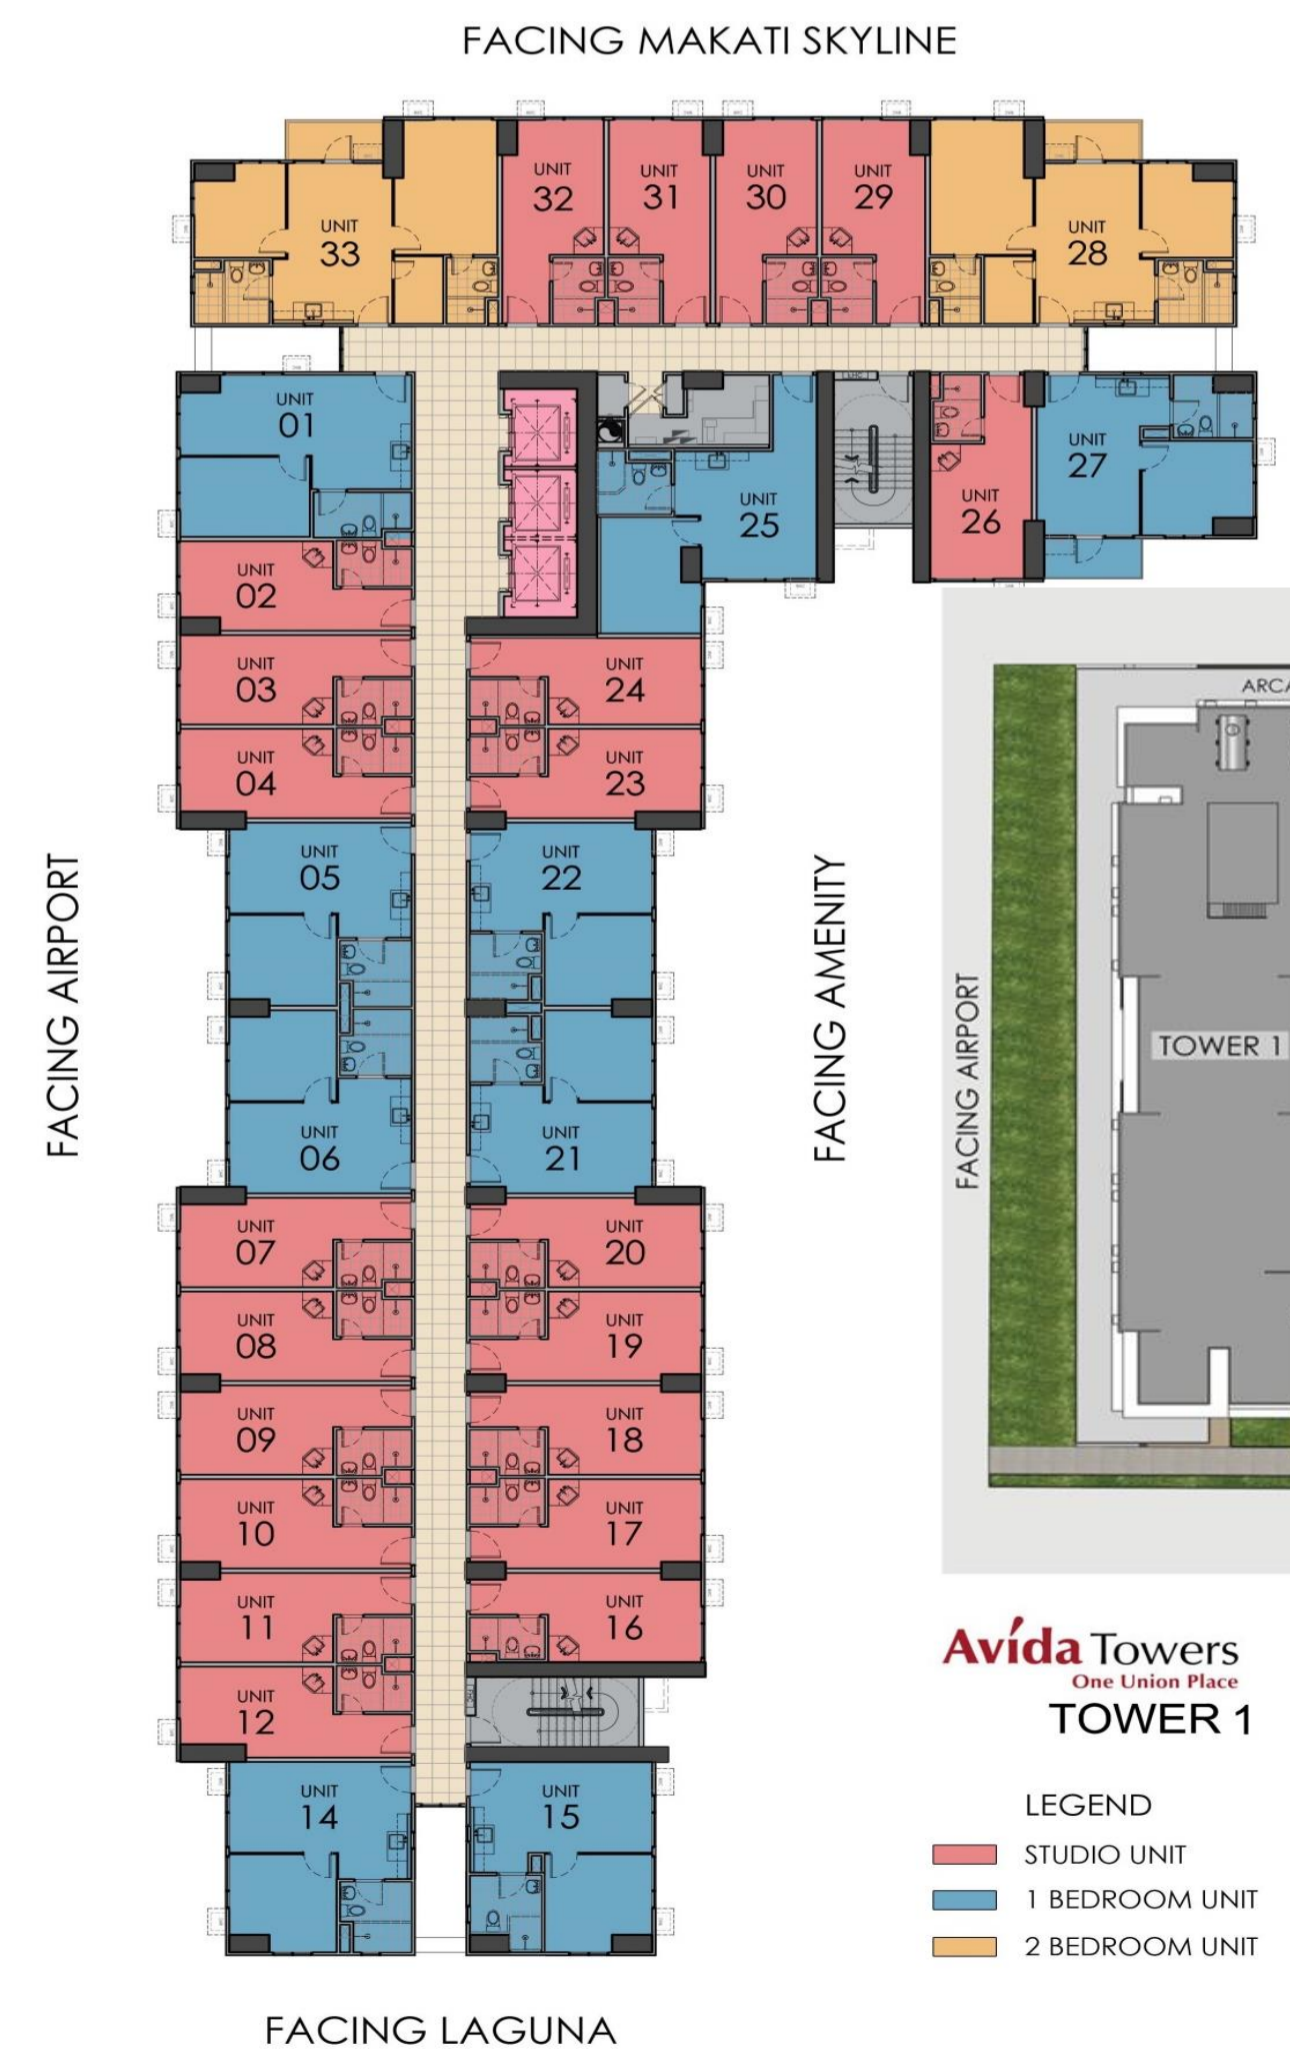 FACING MAKATI SKYLINE
UNIT
32
UNIT
31
UNIT
30
UNIT
29
UNIT
33
UNIT
28
UNIT
01
UNIT
27
UNIT
25
UNIT
26
UNIT
02
UNIT
03
UNIT
24
UNIT
04
UNIT
23
UNIT
05
UNIT
22
UNIT
06
UNIT
21
UNIT
07
UNIT
20
UNIT
08
UNIT
19
UNIT
09
UNIT
18
UNIT
10
UNIT
17
UNIT
11
UNIT
16
UNIT
12
UNIT
14
UNIT
15
FACING AIRPORT
FACING AMENITY
FACING LAGUNA
ARCA
FACING AIRPORT
TOWER 1
Avída Towers
One Union Place
TOWER 1
LEGEND
STUDIO UNIT
1 BEDROOM UNIT
2 BEDROOM UNIT